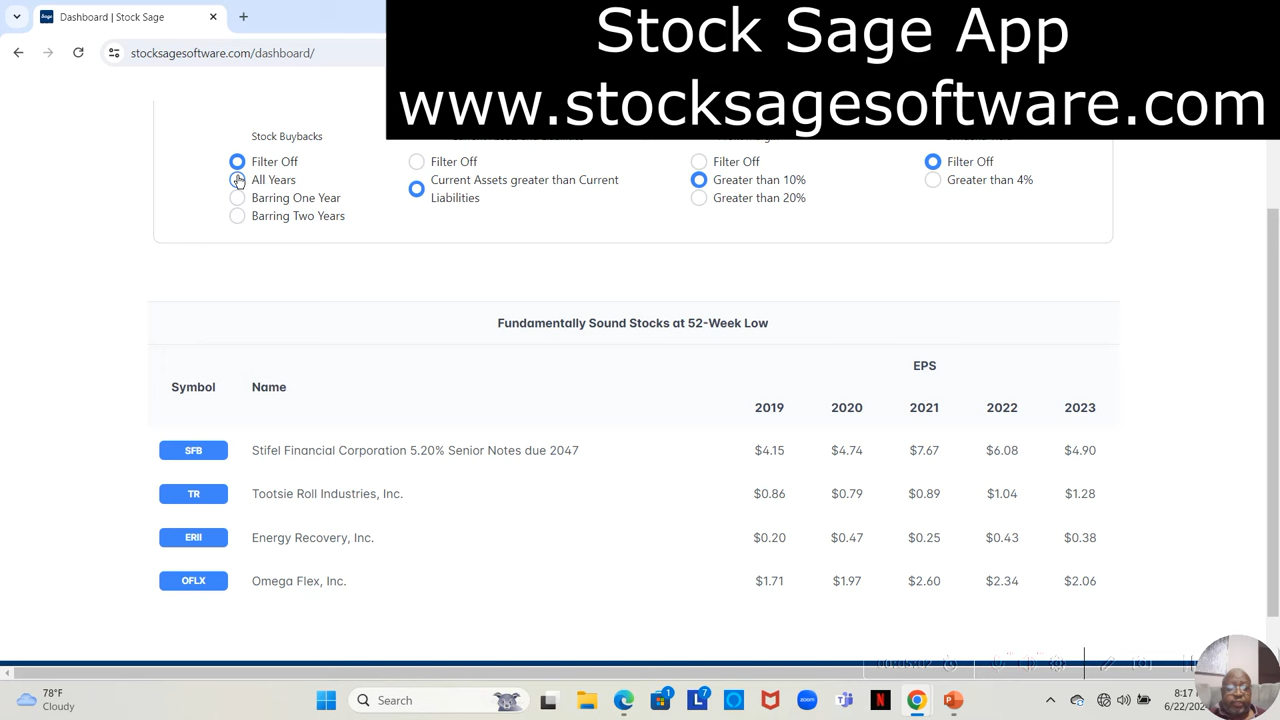 Dashboard | Stock Sage
Stock Sage App
stocksagesoftware.com/dashboard/
www.stocksagesoftware.com
Stock Buybacks
Filter Off
All Years
Barring One Year
Barring Two Years
Filter Off
Current Assets greater than Current
Liabilities
Filter Off
Greater than 10%
Greater than 20%
Filter Off
Greater than 4%
Fundamentally Sound Stocks at 52-Week Low
EPS
Symbol Name
2019 2020 2021 2022 2023
SFB Stifel Financial Corporation 5.20% Senior Notes due 2047 $4.15 $4.74 $7.67 $6.08 $4.90
TR Tootsie Roll Industries, Inc. $0.86 $0.79 $0.89 $1.04 $1.28
ERII Energy Recovery, Inc. $0.20 $0.47 $0.25 $0.43 $0.38
OFLX Omega Flex, Inc. $1.71 $1.97 $2.60 $2.34 $2.06
78°F
Cloudy
Search
8:17